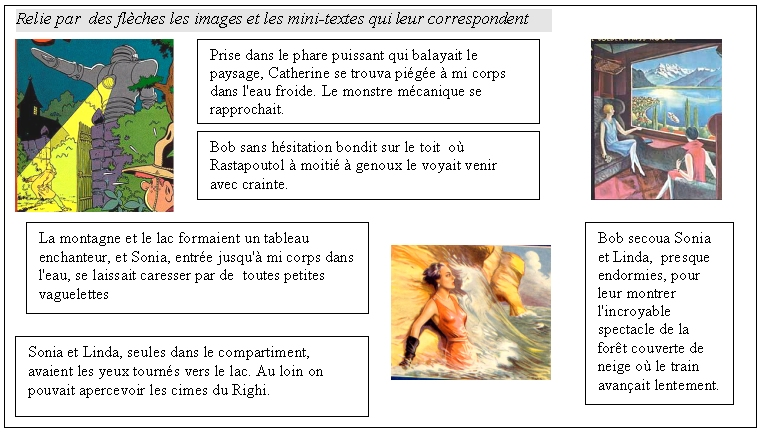 Relie par  des flèches les images et les mini-textes qui leur correspondent
Prise dans le phare puissant qui balayait le
paysage, Catherine se trouva piégée à mi corps
dans l'eau froide. Le monstre mécanique se
rapprochait.
Bob sans hésitation bondit sur le toit  où
Rastapoutol à moitié à genoux le voyait venir
avec crainte.
La montagne et le lac formaient un tableau
enchanteur, et Sonia, entrée jusqu'à mi corps dans
l'eau, se laissait caresser par de  toutes petites
vaguelettes
Bob secoua Sonia
et Linda,  presque
endormies, pour
leur montrer
l'incroyable
spectacle de la
forêt couverte de
neige où le train
avançait lentement.
Sonia et Linda, seules dans le compartiment,
avaient les yeux tournés vers le lac. Au loin on
pouvait apercevoir les cimes du Righi.